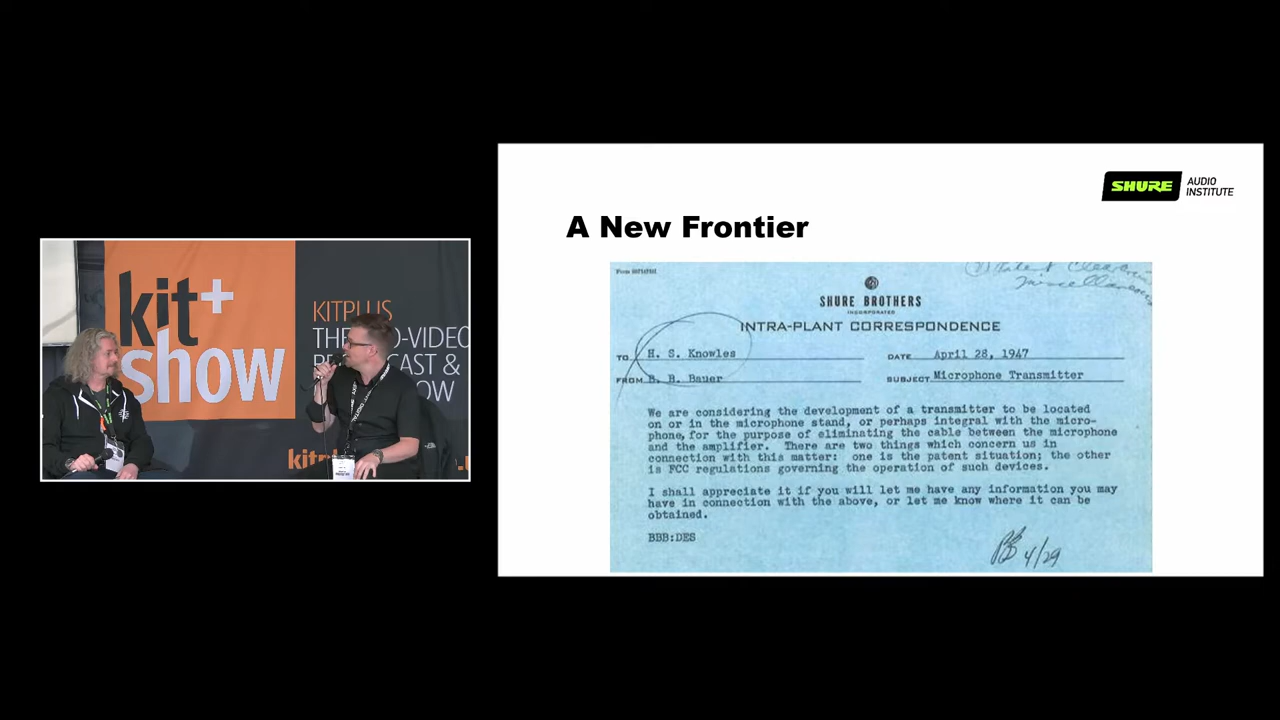 SHURE AUDIO
INSTITUTE
A New Frontier
SHURE BROTHERS
INCORPORATED
INTRA-PLANT CORRESPONDENCE
TO H. S. Knowles
DATE April 28, 1947
FROM B. B. Bauer
SUBJECT Microphone Transmitter
We are considering the development of a transmitter to be located
on or in the microphone stand, or perhaps integral with the micro-
phone, for the purpose of eliminating the cable between the microphone
and the amplifier. There are two things which concern us in
connection with this matter: one is the patent situation; the other
is FCC regulations governing the operation of such devices.
I shall appreciate it if you will let me have any information you may
have in connection with the above, or let me know where it can be
obtained.
BBB:DES
BB 4/29
kit+
show
KITPLUS